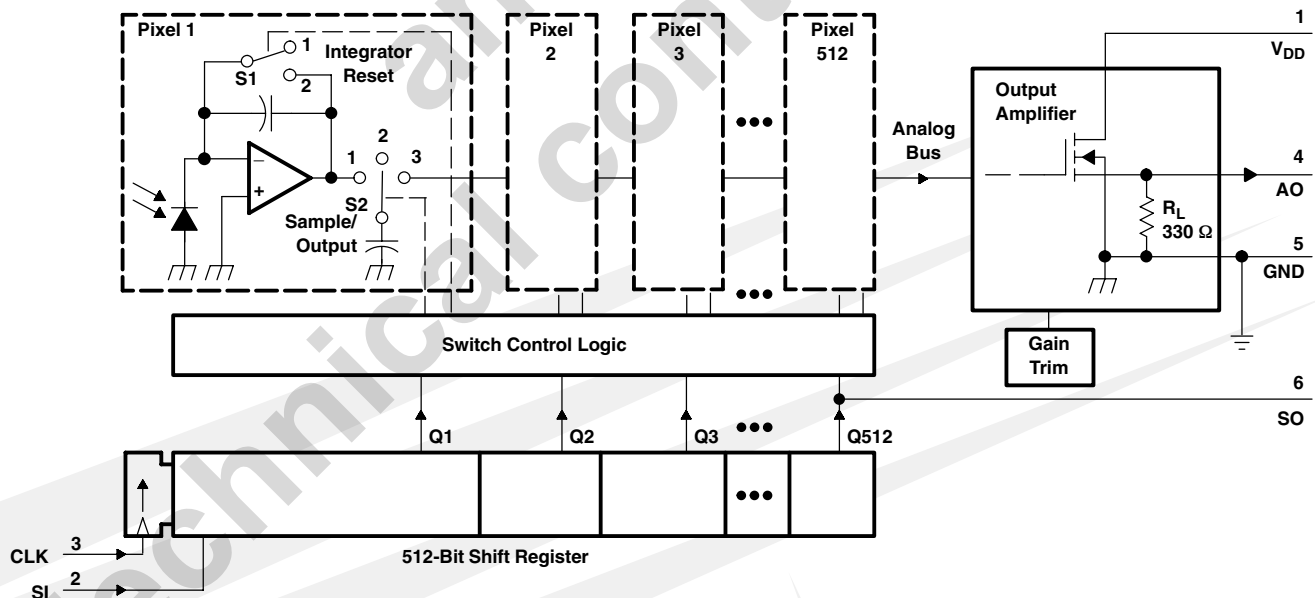 Pixel 1
1
Integrator
Reset
S1
2
−
+
1
2
3
S2
Sample/
Output
Pixel
2
Pixel
3
Pixel
512
Analog
Bus
Output
Amplifier
1
VDD
4
AO
RL
330 Ω
5
GND
Gain
Trim
Switch Control Logic
6
SO
Q1
Q2
Q3
Q512
CLK
3
SI
2
512-Bit Shift Register